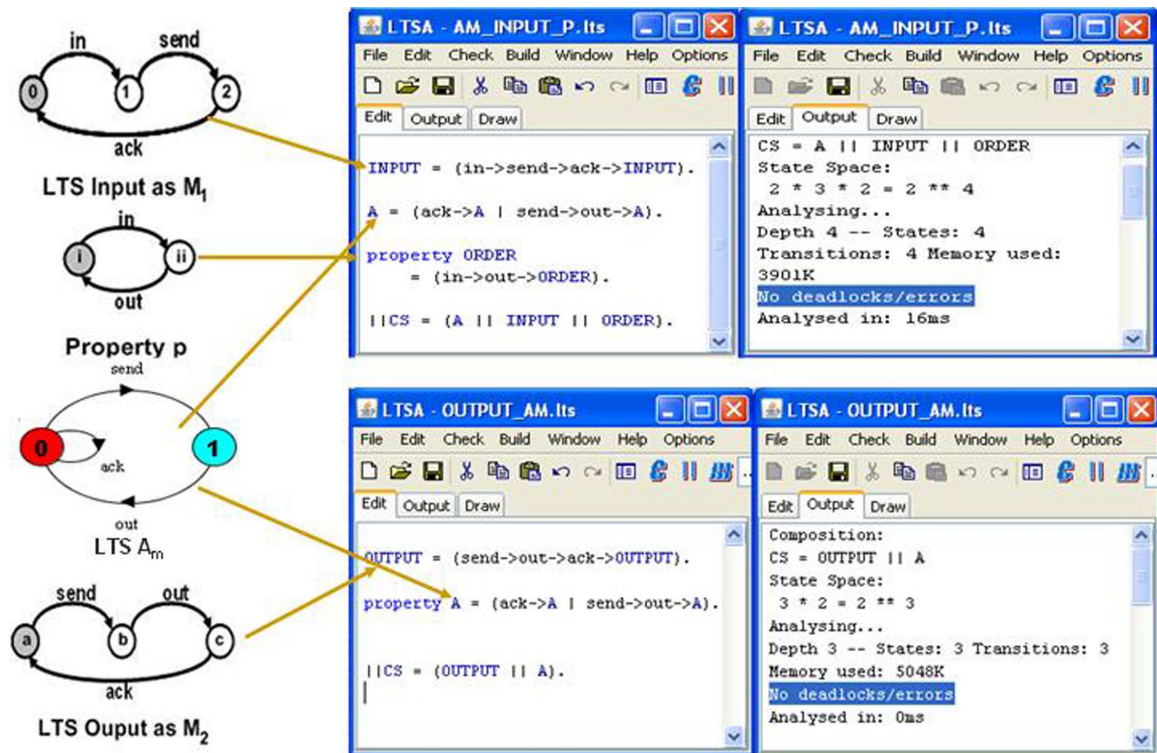 in
send
0
1
2
ack
LTS Input as M1
in
i
ii
out
Property p
send
0
1
ack
out
LTS Am
send
out
a
b
c
ack
LTS Ouput as M2
LTSA - AM_INPUT_P.lts
File Edit Check Build Window Help Options
Edit Output Draw
INPUT = (in->send->ack->INPUT).
A = (ack->A | send->out->A).
property ORDER
= (in->out->ORDER).
||CS = (A || INPUT || ORDER).
LTSA - AM_INPUT_P.lts
File Edit Check Build Window Help Options
Edit Output Draw
CS = A || INPUT || ORDER
State Space:
2 * 3 * 2 = 2 ** 4
Analysing...
Depth 4 -- States: 4
Transitions: 4 Memory used:
3901K
No deadlocks/errors
Analysed in: 16ms
LTSA - OUTPUT_AM.lts
File Edit Check Build Window Help Options
Edit Output Draw
OUTPUT = (send->out->ack->OUTPUT).
property A = (ack->A | send->out->A).
||CS = (OUTPUT || A).
LTSA - OUTPUT_AM.lts
File Edit Check Build Window Help Options
Edit Output Draw
Composition:
CS = OUTPUT || A
State Space:
3 * 2 = 2 ** 3
Analysing...
Depth 3 -- States: 3 Transitions: 3
Memory used: 5048K
No deadlocks/errors
Analysed in: 0ms